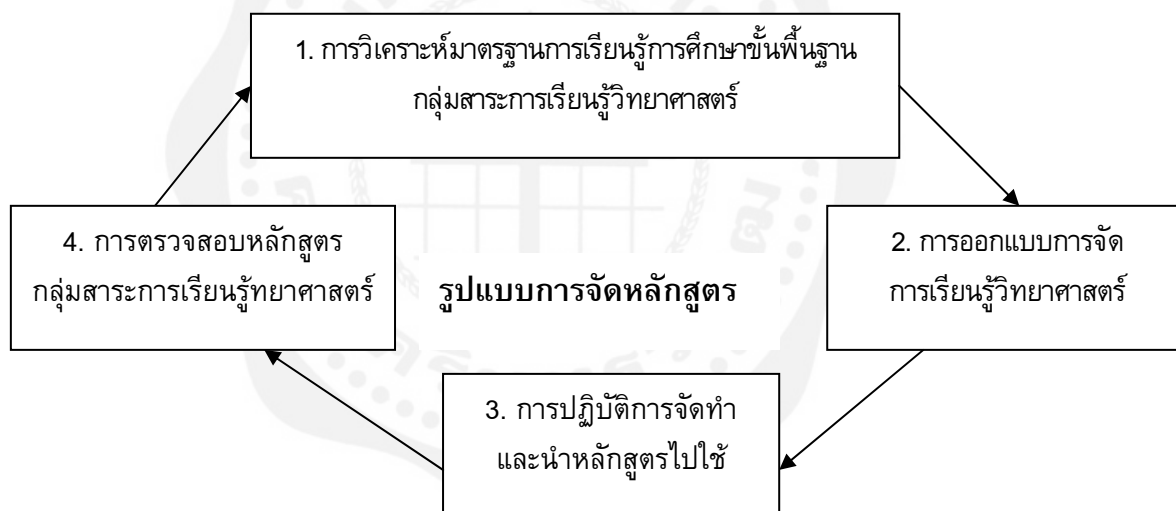 1. การวิเคราะห์มาตรฐานการเรียนรู้การศึกษาขั้นพื้นฐาน
กลุ่มสาระการเรียนรู้วิทยาศาสตร์
4. การตรวจสอบหลักสูตร
กลุ่มสาระการเรียนรู้ทยาศาสตร์
รูปแบบการจัดหลักสูตร
2. การออกแบบการจัด
การเรียนรู้วิทยาศาสตร์
3. การปฏิบัติการจัดทำ
และนำหลักสูตรไปใช้